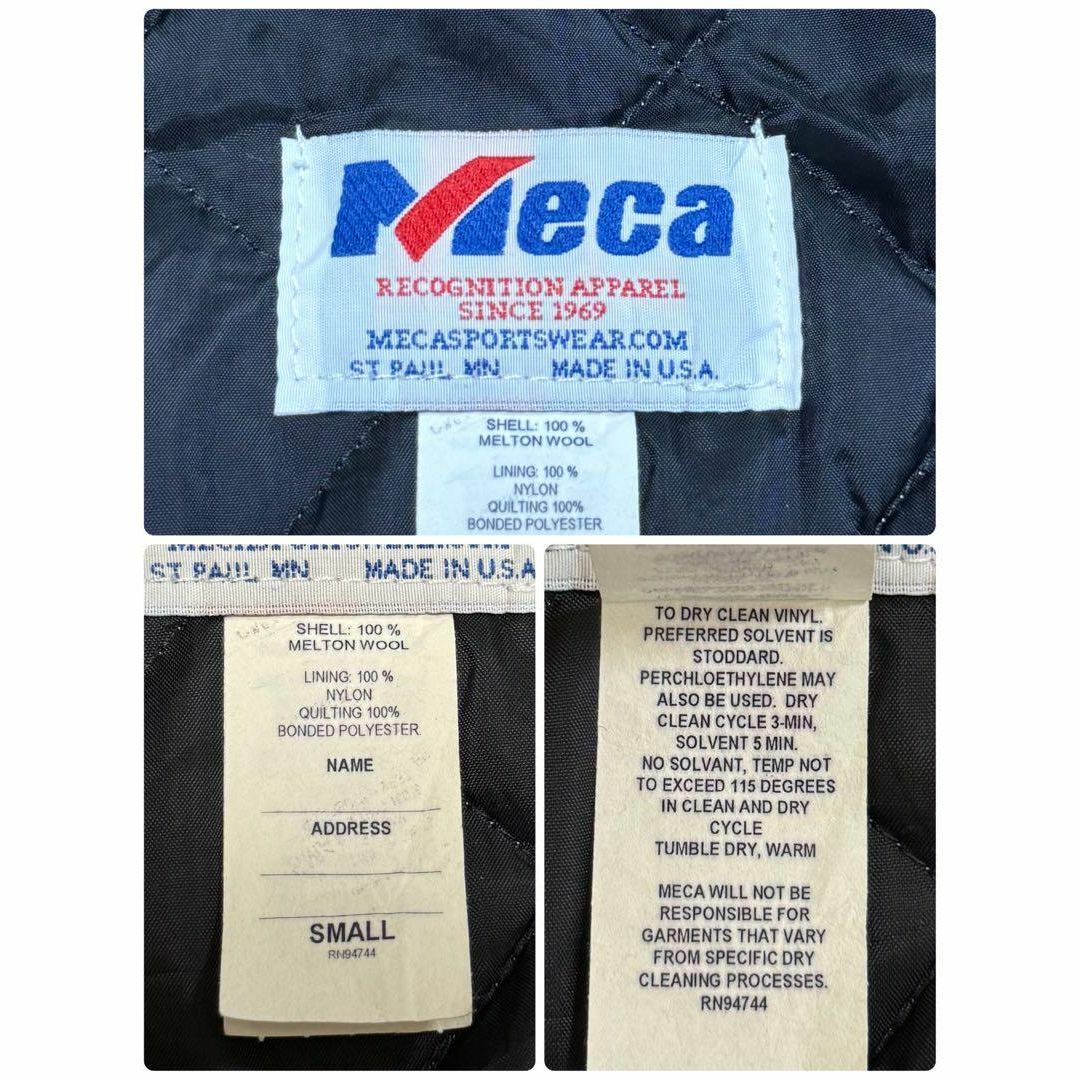 Meca
RECOGNITION APPAREL
SINCE 1969
MECASPORTSWEAR.COM
ST PAUL, MN MADE IN U.S.A.
SHELL: 100 %
MELTON WOOL
LINING: 100 %
NYLON
QUILTING 100%
BONDED POLYESTER
ST PAUL, MN MADE IN U.S.A
SHELL: 100 %
MELTON WOOL
LINING: 100 %
NYLON
QUILTING 100%
BONDED POLYESTER
NAME
ADDRESS
SMALL
RN94744
TO DRY CLEAN VINYL.
PREFERRED SOLVENT IS
STODDARD.
PERCHLOETHYLENE MAY
ALSO BE USED. DRY
CLEAN CYCLE 3-MIN,
SOLVENT 5 MIN.
NO SOLVANT, TEMP NOT
TO EXCEED 115 DEGREES
IN CLEAN AND DRY
CYCLE
TUMBLE DRY, WARM
MECA WILL NOT BE
RESPONSIBLE FOR
GARMENTS THAT VARY
FROM SPECIFIC DRY
CLEANING PROCESSES.
RN94744